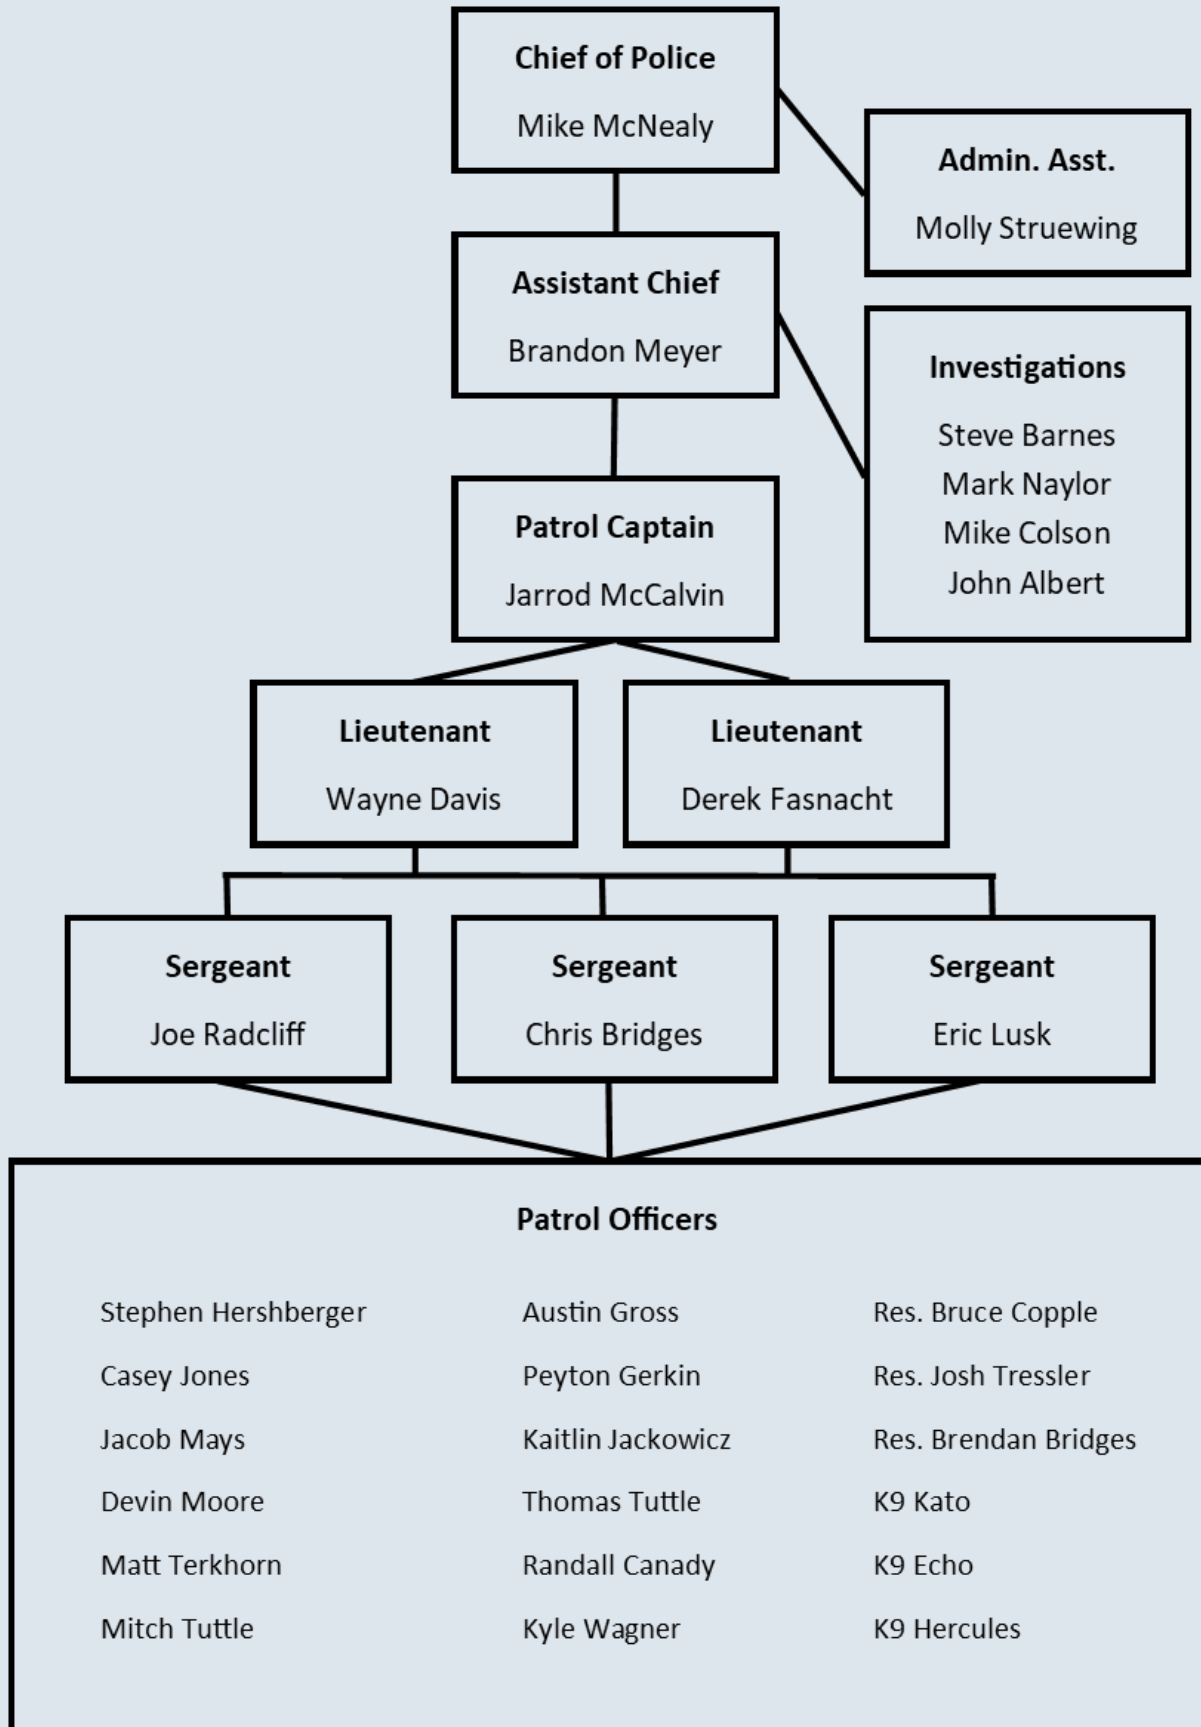 Chief of Police
Mike McNealy
Admin. Asst.
Molly Struewing
Assistant Chief
Brandon Meyer
Investigations
Steve Barnes
Mark Naylor
Mike Colson
John Albert
Patrol Captain
Jarrod McCalvin
Lieutenant
Wayne Davis
Lieutenant
Derek Fasnacht
Sergeant
Joe Radcliff
Sergeant
Chris Bridges
Sergeant
Eric Lusk
Patrol Officers
Stephen Hershberger
Casey Jones
Jacob Mays
Devin Moore
Matt Terkhorn
Mitch Tuttle
Austin Gross
Peyton Gerkin
Kaitlin Jackowicz
Thomas Tuttle
Randall Canady
Kyle Wagner
Res. Bruce Copple
Res. Josh Tressler
Res. Brendan Bridges
K9 Kato
K9 Echo
K9 Hercules